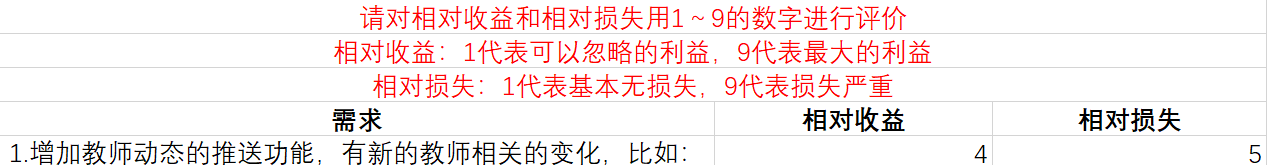 请对相对收益和相对损失用1~9的数字进行评价
相对收益：1代表可以忽略的利益，9代表最大的利益
相对损失：1代表基本无损失，9代表损失严重
需求 相对收益 相对损失
1.增加教师动态的推送功能，有新的教师相关的变化，比如： 4 5